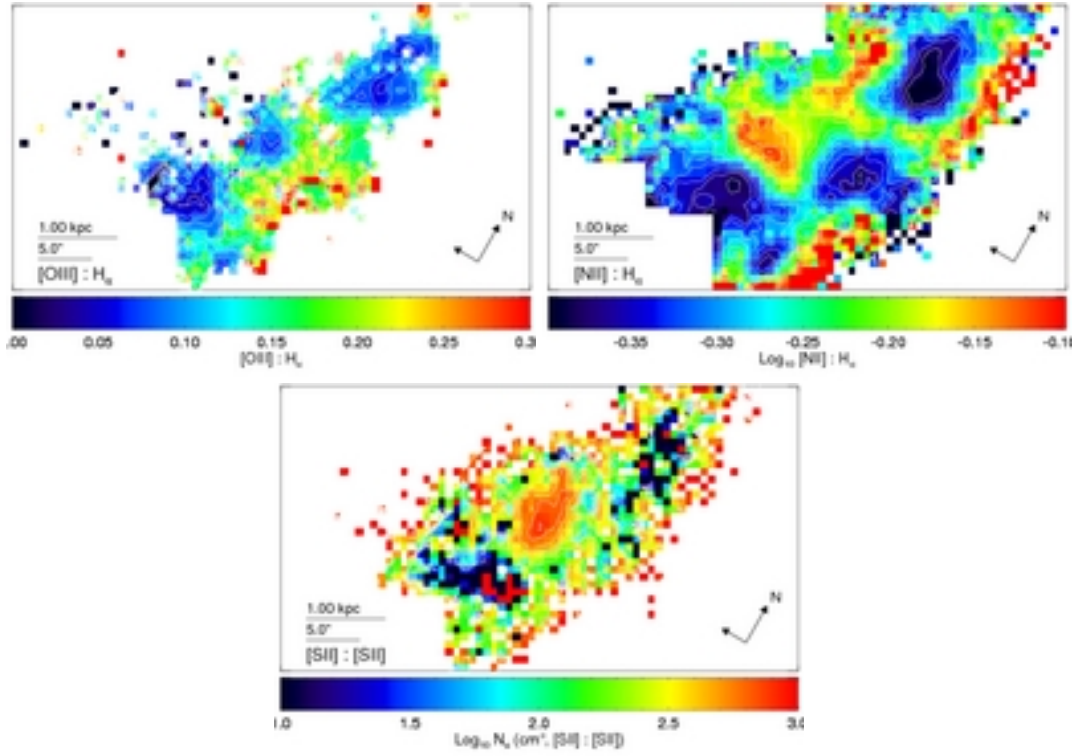 N
1.00 kpc
5.0"
[OIII] : Hα
.00 0.05 0.10 0.15 0.20 0.25 0.3
[OIII] : Hα
N
1.00 kpc
5.0"
[NII] : Hα
-0.35 -0.30 -0.25 -0.20 -0.15 -0.10
Log₁₀ [NII] : Hα
N
1.00 kpc
5.0"
[SII] : [SII]
1.0 1.5 2.0 2.5 3.0
Log₁₀ Nₑ (cm³, [SII] : [SII])